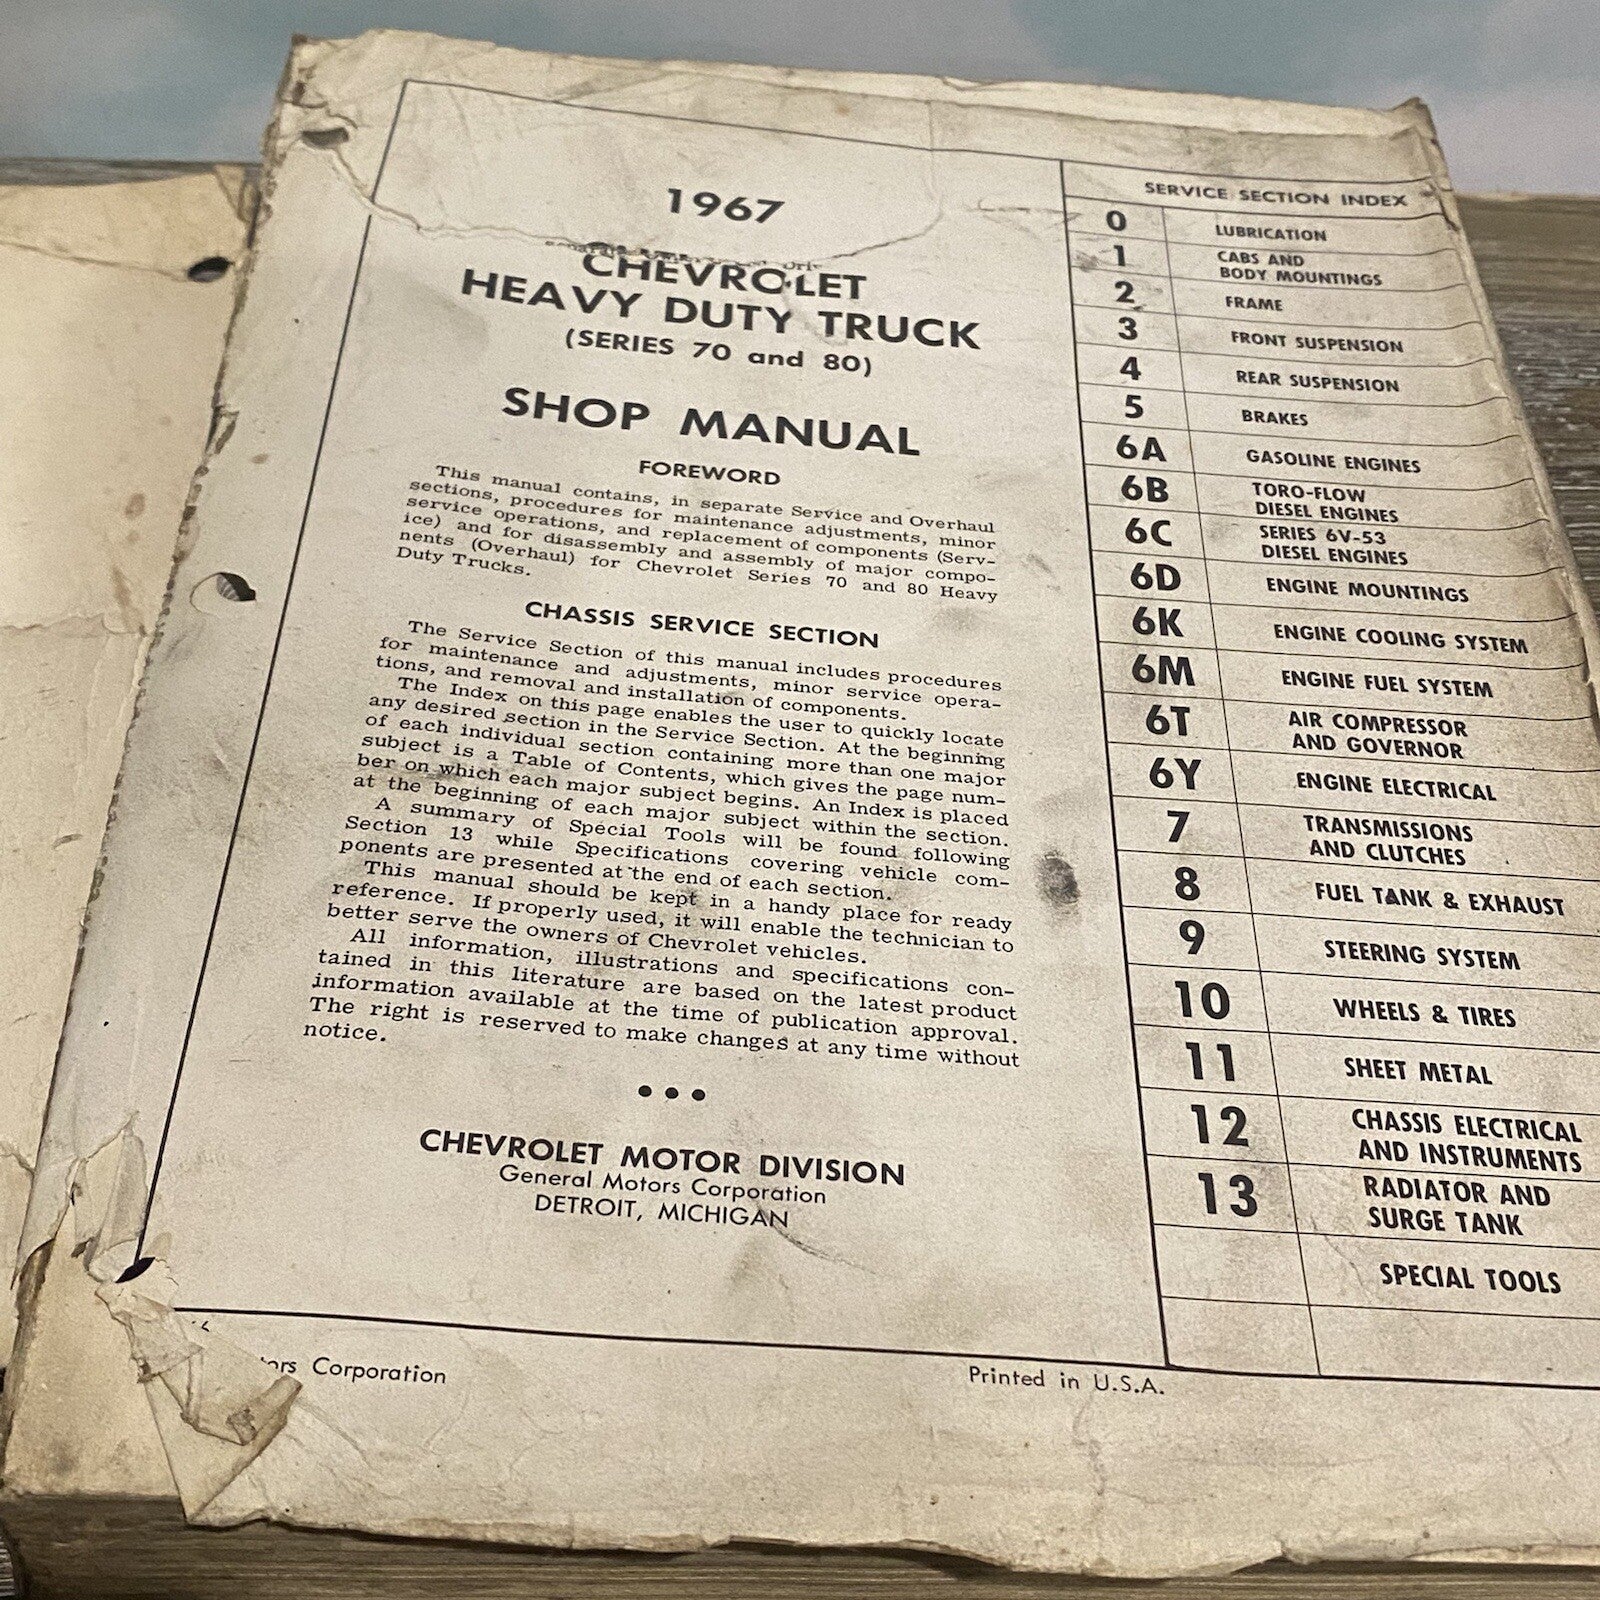 1967
CHEVROLET
HEAVY DUTY TRUCK
(SERIES 70 and 80)
SHOP MANUAL
FOREWORD
This manual contains, in separate Service and Overhaul
sections, procedures for maintenance adjustments, minor
service operations, and replacement of components (Serv-
ice) and for disassembly and assembly of major compo-
nents (Overhaul) for Chevrolet Series 70 and 80 Heavy
Duty Trucks.
CHASSIS SERVICE SECTION
The Service Section of this manual includes procedures
for maintenance and adjustments, minor service opera-
tions, and removal and installation of components.
The Index on this page enables the user to quickly locate
any desired section in the Service Section. At the beginning
of each individual section containing more than one major
subject is a Table of Contents, which gives the page num-
ber on which each major subject begins. An Index is placed
at the beginning of each major subject within the section.
A summary of Special Tools will be found following
Section 13 while Specifications covering vehicle com-
ponents are presented at the end of each section.
This manual should be kept in a handy place for ready
reference. If properly used, it will enable the technician to
better serve the owners of Chevrolet vehicles.
All information, illustrations and specifications con-
tained in this literature are based on the latest product
information available at the time of publication approval.
The right is reserved to make changes at any time without
notice.
CHEVROLET MOTOR DIVISION
General Motors Corporation
DETROIT, MICHIGAN
Corporation
Printed in U.S.A.
SERVICE SECTION INDEX
0 LUBRICATION
1 CABS AND
BODY MOUNTINGS
2 FRAME
3 FRONT SUSPENSION
4 REAR SUSPENSION
5 BRAKES
6A GASOLINE ENGINES
6B TORO-FLOW
DIESEL ENGINES
6C SERIES 6V-53
DIESEL ENGINES
6D ENGINE MOUNTINGS
6K ENGINE COOLING SYSTEM
6M ENGINE FUEL SYSTEM
6T AIR COMPRESSOR
AND GOVERNOR
6Y ENGINE ELECTRICAL
7 TRANSMISSIONS
AND CLUTCHES
8 FUEL TANK & EXHAUST
9 STEERING SYSTEM
10 WHEELS & TIRES
11 SHEET METAL
12 CHASSIS ELECTRICAL
AND INSTRUMENTS
13 RADIATOR AND
SURGE TANK
SPECIAL TOOLS